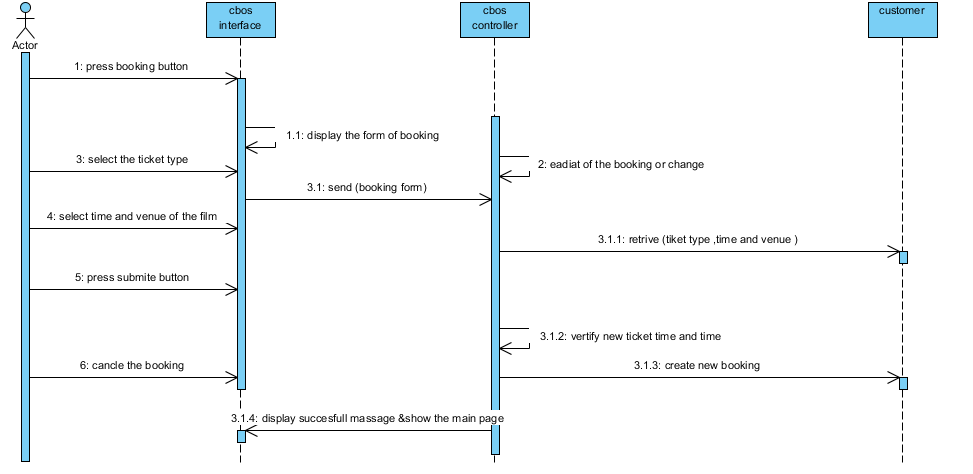 cbos
interface
cbos
controller
customer
Actor
1: press booking button
1.1: display the form of booking
3: select the ticket type
2: eadiat of the booking or change
3.1: send (booking form)
4: select time and venue of the film
3.1.1: retrive (tiket type ,time and venue )
5: press submite button
3.1.2: vertify new ticket time and time
6: cancle the booking
3.1.3: create new booking
3.1.4: display succesfull massage &show the main page